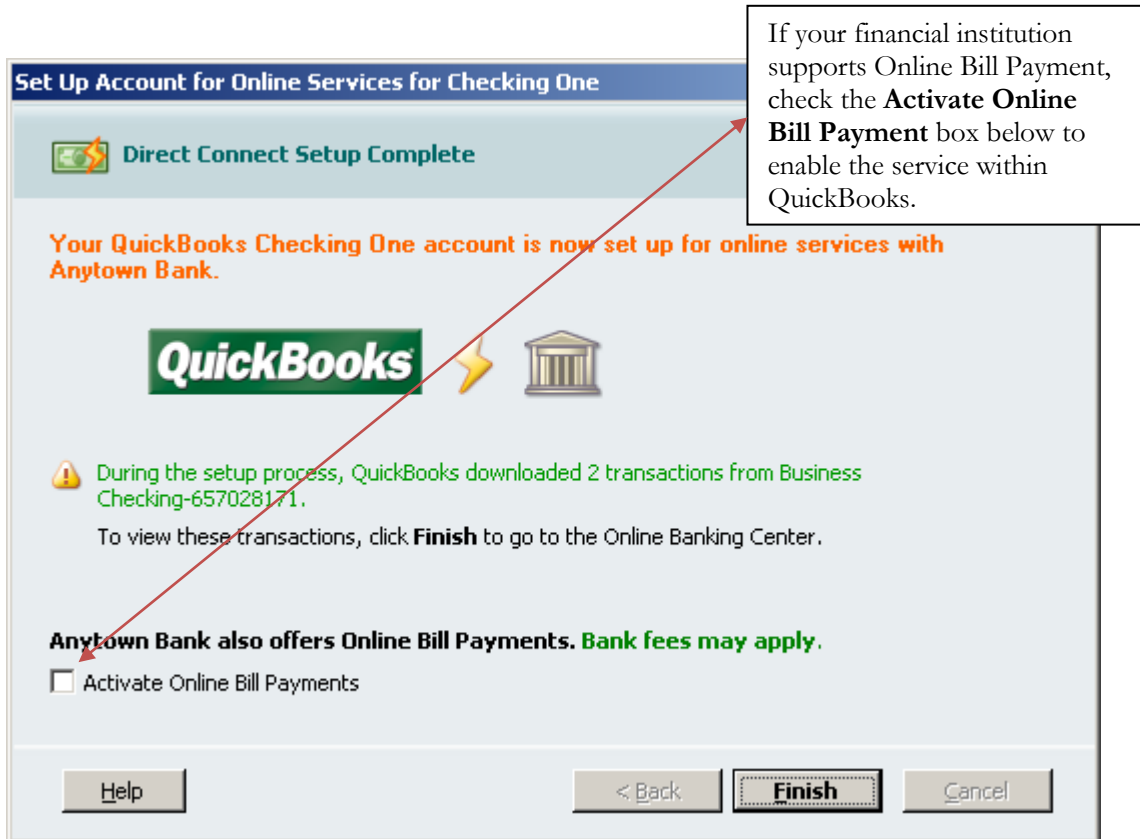 If your financial institution
supports Online Bill Payment,
check the Activate Online
Bill Payment box below to
enable the service within
QuickBooks.
Set Up Account for Online Services for Checking One
Direct Connect Setup Complete
Your QuickBooks Checking One account is now set up for online services with
Anytown Bank.
QuickBooks
During the setup process, QuickBooks downloaded 2 transactions from Business
Checking-657028171.
To view these transactions, click Finish to go to the Online Banking Center.
Anytown Bank also offers Online Bill Payments. Bank fees may apply.
Activate Online Bill Payments
Help
< Back
Finish
Cancel